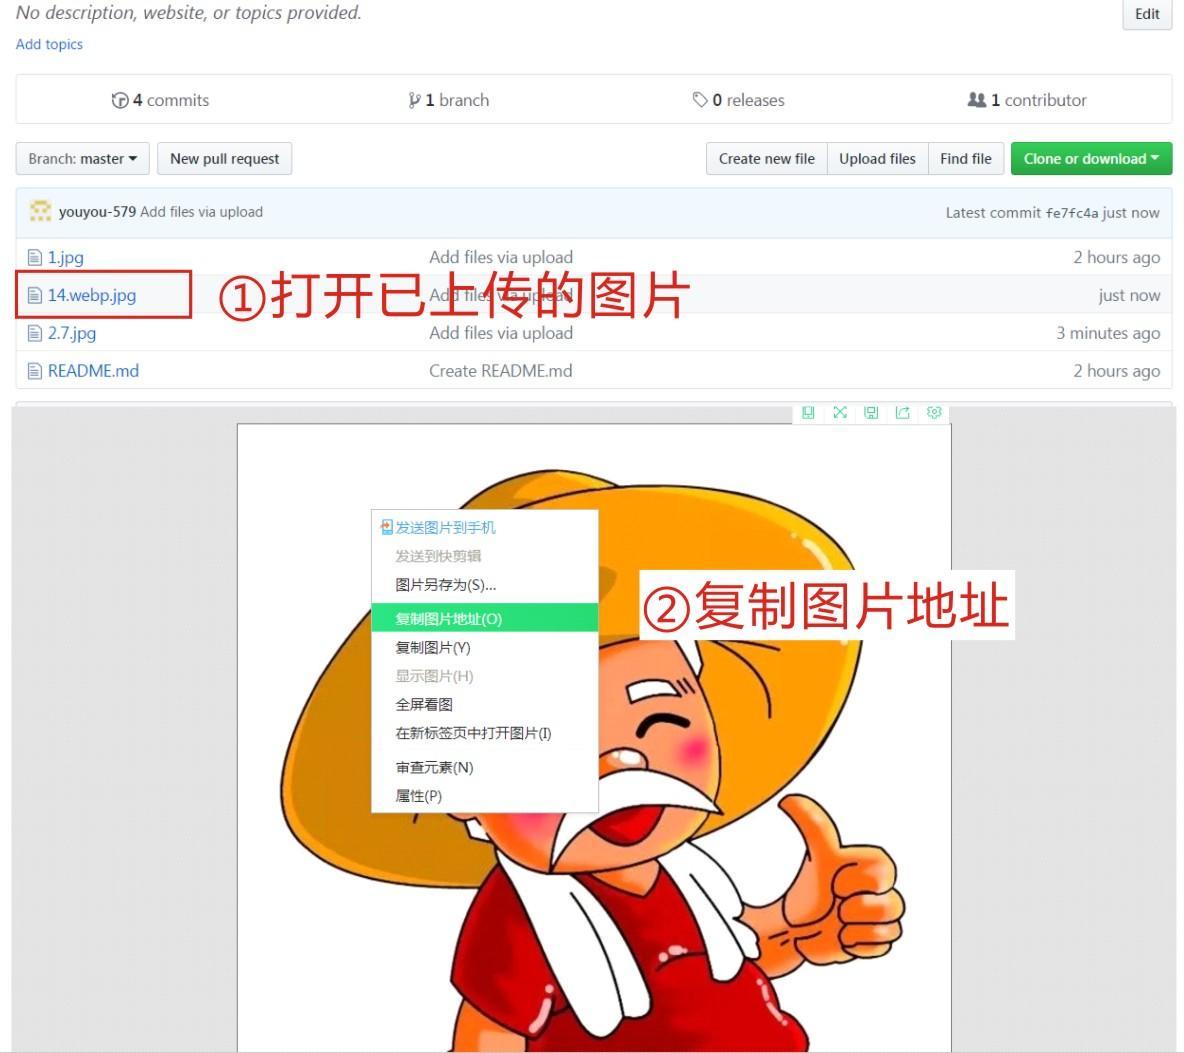 No description, website, or topics provided.
Edit
Add topics
4 commits
1 branch
0 releases
1 contributor
Branch: master
New pull request
Create new file
Upload files
Find file
Clone or download
youyou-579 Add files via upload
Latest commit fe7fc4a just now
1.jpg
Add files via upload
2 hours ago
14.webp.jpg
①打开已上传的图片
Add files via upload
just now
2.7.jpg
Add files via upload
3 minutes ago
README.md
Create README.md
2 hours ago
发送图片到手机
发送到快剪辑
图片另存为(S)...
复制图片地址(O)
②复制图片地址
复制图片(Y)
显示图片(H)
全屏看图
在新标签页中打开图片(I)
审查元素(N)
属性(P)